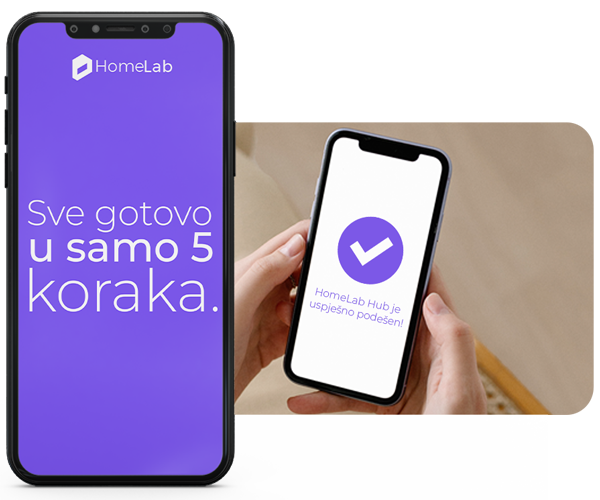 HomeLab
Sve gotovo
u samo 5
koraka.
HomeLab Hub je
uspješno podešen!